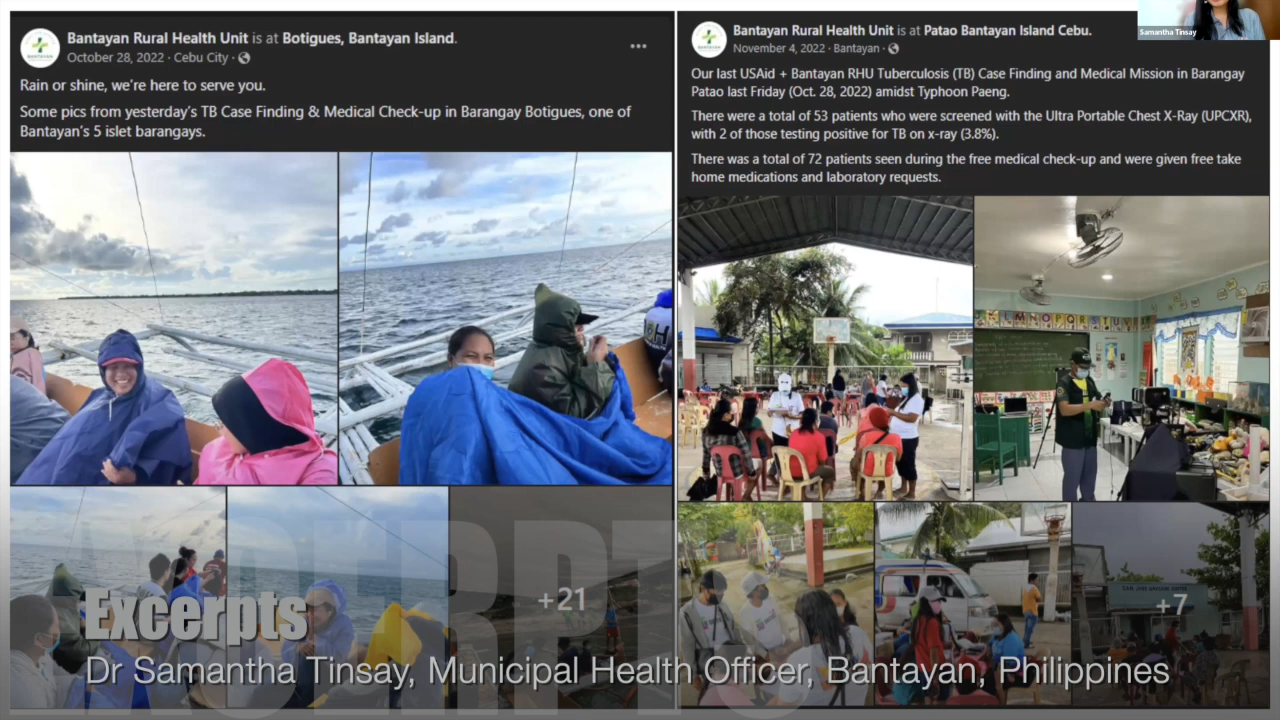 Bantayan Rural Health Unit is at Botigues, Bantayan Island.
October 28, 2022 · Cebu City ·
Rain or shine, we're here to serve you.
Some pics from yesterday's TB Case Finding & Medical Check-up in Barangay Botigues, one of
Bantayan's 5 islet barangays.
+21
Bantayan Rural Health Unit is at Patao Bantayan Island Cebu.
November 4, 2022 · Bantayan ·
Our last USAid + Bantayan RHU Tuberculosis (TB) Case Finding and Medical Mission in Barangay
Patao last Friday (Oct. 28, 2022) amidst Typhoon Paeng.
There were a total of 53 patients who were screened with the Ultra Portable Chest X-Ray (UPCXR),
with 2 of those testing positive for TB on x-ray (3.8%).
There was a total of 72 patients seen during the free medical check-up and were given free take
home medications and laboratory requests.
+7
Samantha Tinsay
EXCERPTS
Excerpts
Dr Samantha Tinsay, Municipal Health Officer, Bantayan, Philippines